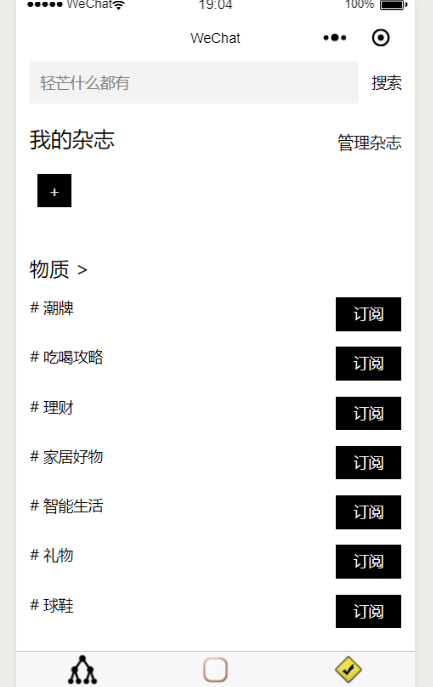 WeChat 19:04 100%
WeChat
轻芒什么都有 搜索
我的杂志 管理杂志
+
物质 >
# 潮牌 订阅
# 吃喝攻略 订阅
# 理财 订阅
# 家居好物 订阅
# 智能生活 订阅
# 礼物 订阅
# 球鞋 订阅